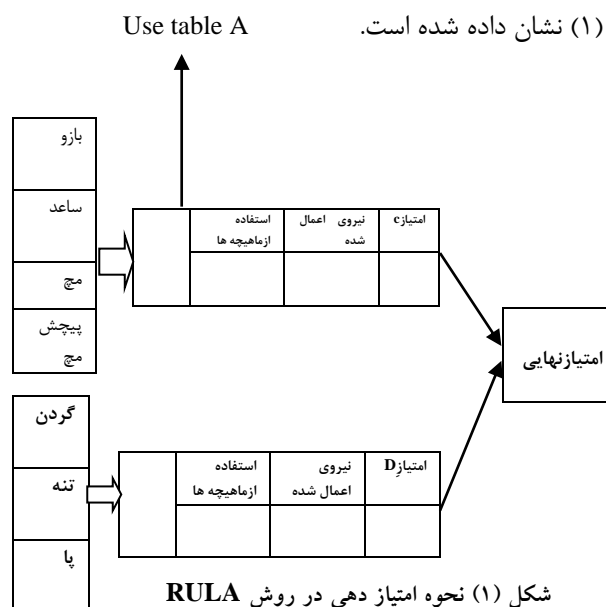 (۱) نشان داده شده است.
Use table A
بازو
ساعد
مچ
پیچش
مچ
استفاده
ازماهیچه ها
نیروی اعمال
شده
امتیازc
امتیازنهایی
گردن
تنه
پا
استفاده
ازماهیچه ها
نیروی
اعمال شده
امتیازِD
شکل (۱) نحوه امتیاز دهی در روش RULA